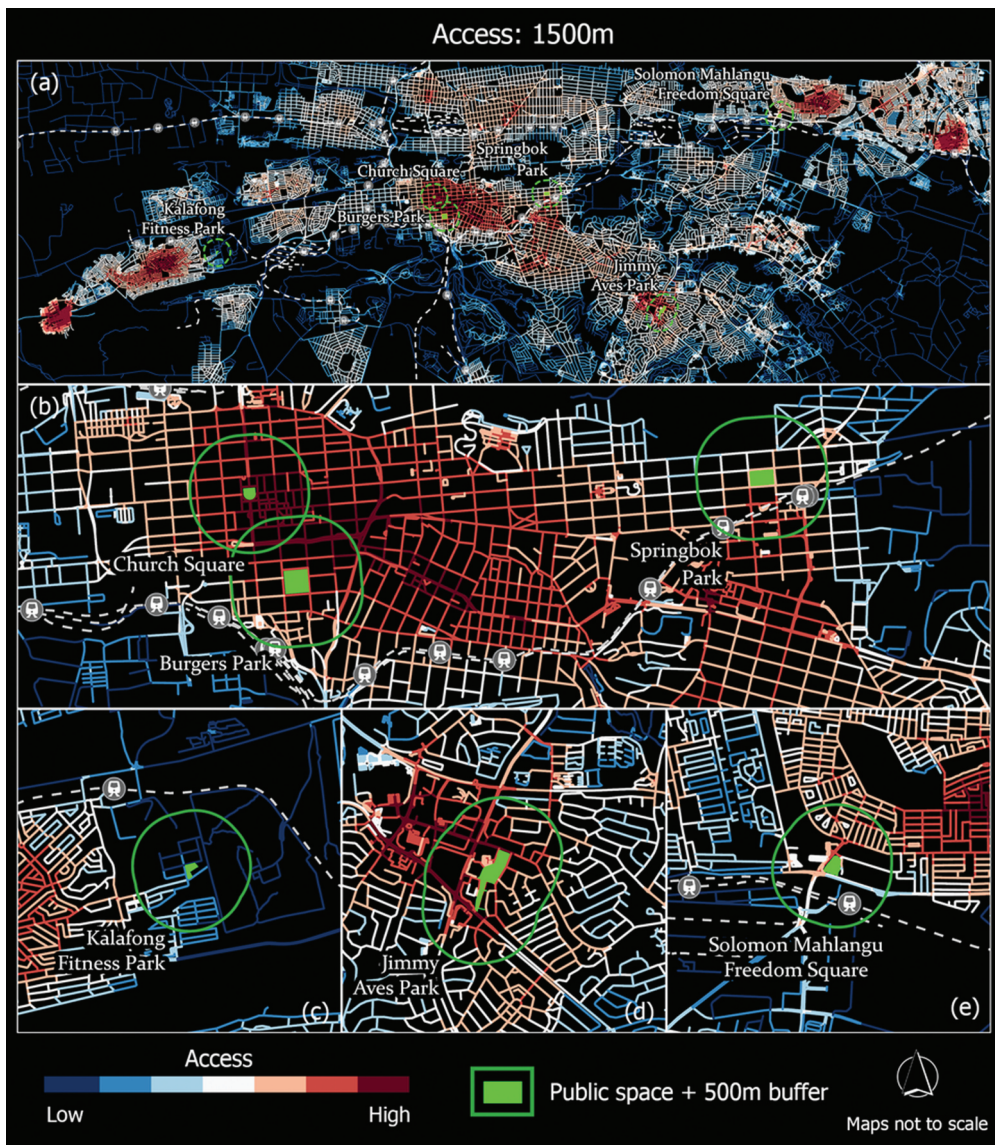 Access: 1500m
(a)
Solomon Mahlangu
Freedom Square
Springbok
Park
Church Square
Burgers Park
Kalafong
Fitness Park
Jimmy
Aves Park
(b)
Church Square
Springbok
Park
Burgers Park
Kalafong
Fitness Park
(c)
Jimmy
Aves Park
(d)
Solomon Mahlangu
Freedom Square
(e)
Access
Low
High
Public space + 500m buffer
Maps not to scale